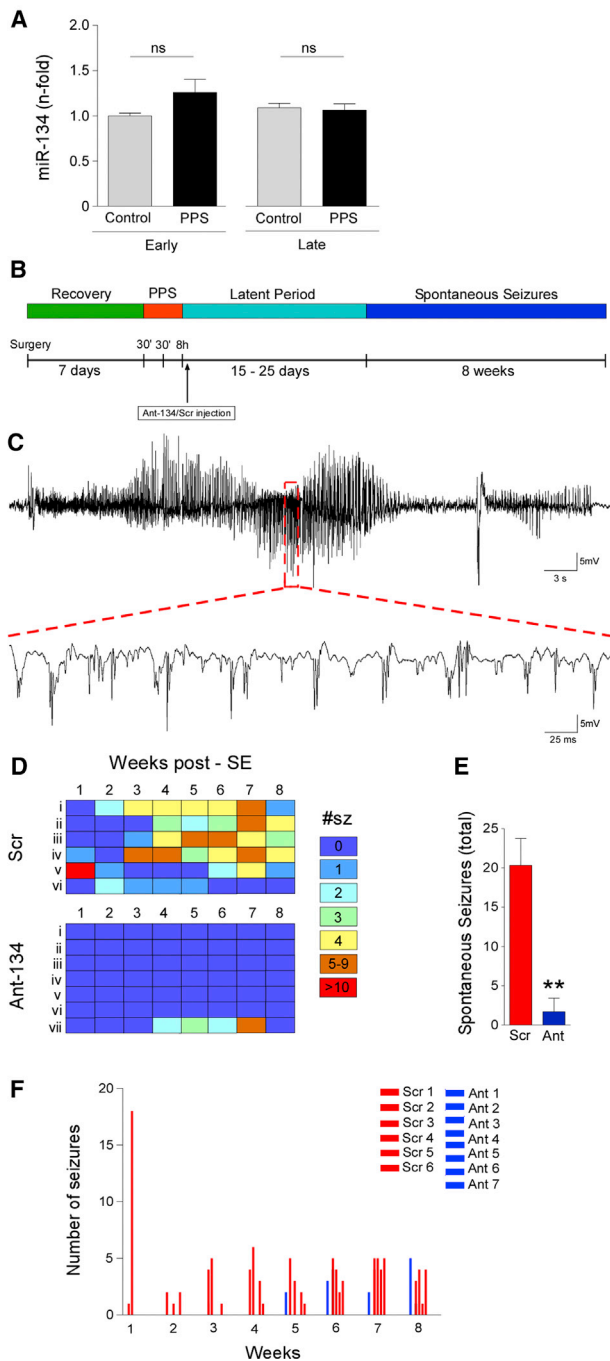 A
miR-134 (n-fold)
2.0
1.5
1.0
0.5
0
ns
ns
Control
PPS
Control
PPS
Early
Late
B
Recovery
PPS
Latent Period
Spontaneous Seizures
Surgery
30' 30' 8h
7 days
15 - 25 days
8 weeks
Ant-134/Scr injection
C
5mV
3 s
5mV
25 ms
D
Weeks post - SE
1 2 3 4 5 6 7 8
Scr
i
ii
iii
iv
v
vi
1 2 3 4 5 6 7 8
Ant-134
i
ii
iii
iv
v
vi
vii
#sz
0
1
2
3
4
5-9
>10
E
Spontaneous Seizures (total)
25
20
15
10
5
0
**
Scr
Ant
F
Number of seizures
20
15
10
5
0
1 2 3 4 5 6 7 8
Weeks
Scr 1
Scr 2
Scr 3
Scr 4
Scr 5
Scr 6
Ant 1
Ant 2
Ant 3
Ant 4
Ant 5
Ant 6
Ant 7